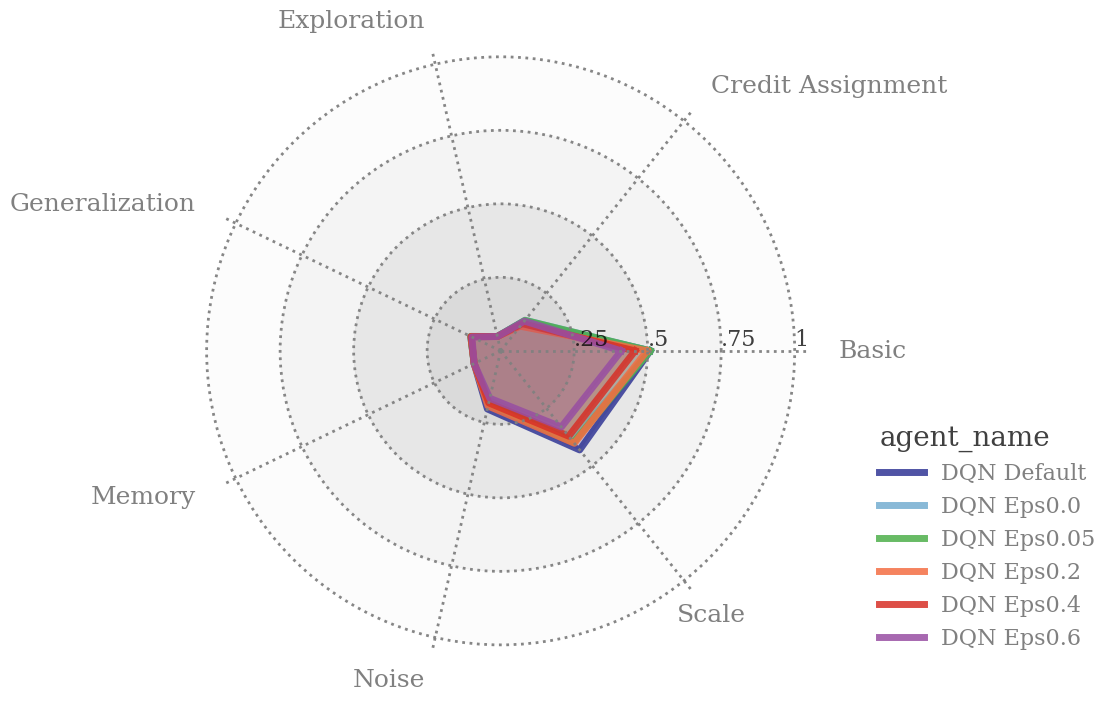 Exploration
Credit Assignment
Generalization
.25
.5
.75
1
Basic
agent_name
DQN Default
DQN Eps0.0
DQN Eps0.05
DQN Eps0.2
DQN Eps0.4
DQN Eps0.6
Memory
Scale
Noise